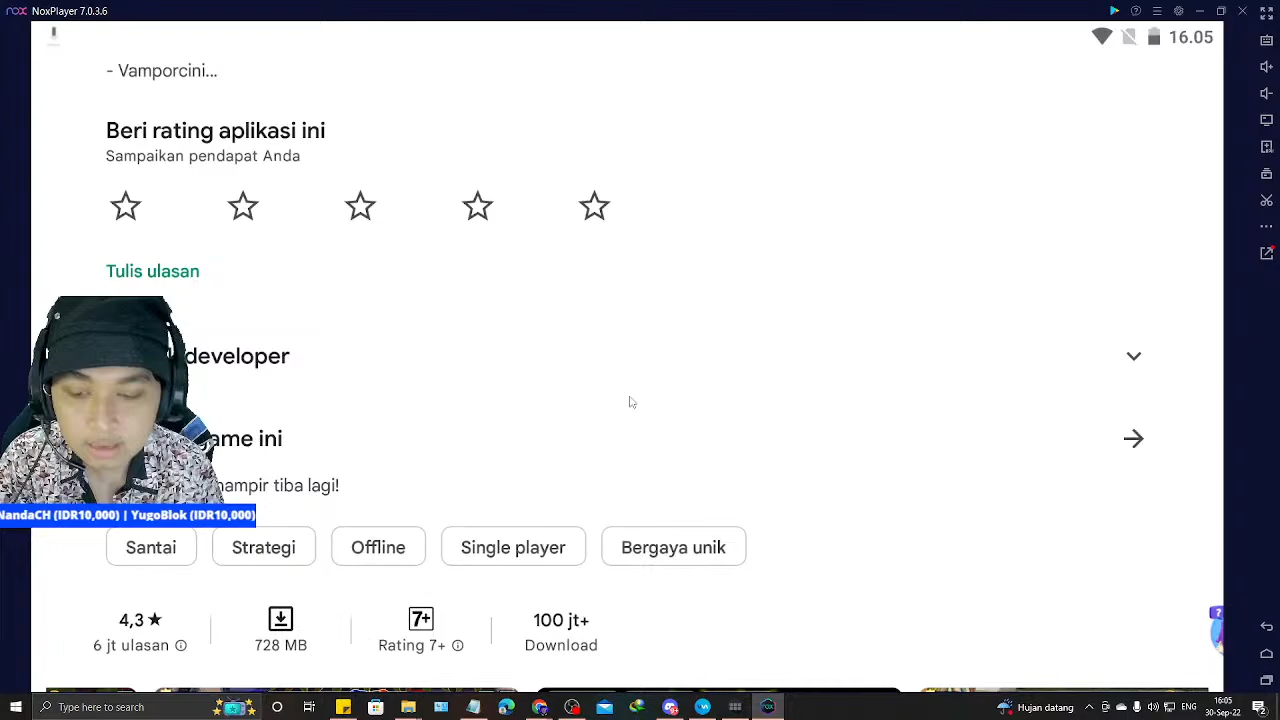 NoxPlayer 7.0.3.6
16.05
- Vamporcini...
Beri rating aplikasi ini
Sampaikan pendapat Anda
Tulis ulasan
developer
ame ini
hampir tiba lagi!
NandaCH (IDR10,000) | YugoBlok (IDR10,000)
Santai
Strategi
Offline
Single player
Bergaya unik
4,3★
6 jt ulasan
728 MB
7+
Rating 7+
100 jt+
Download
Type here to search
Hujan datang
ENG
16:05
30-Sep-22